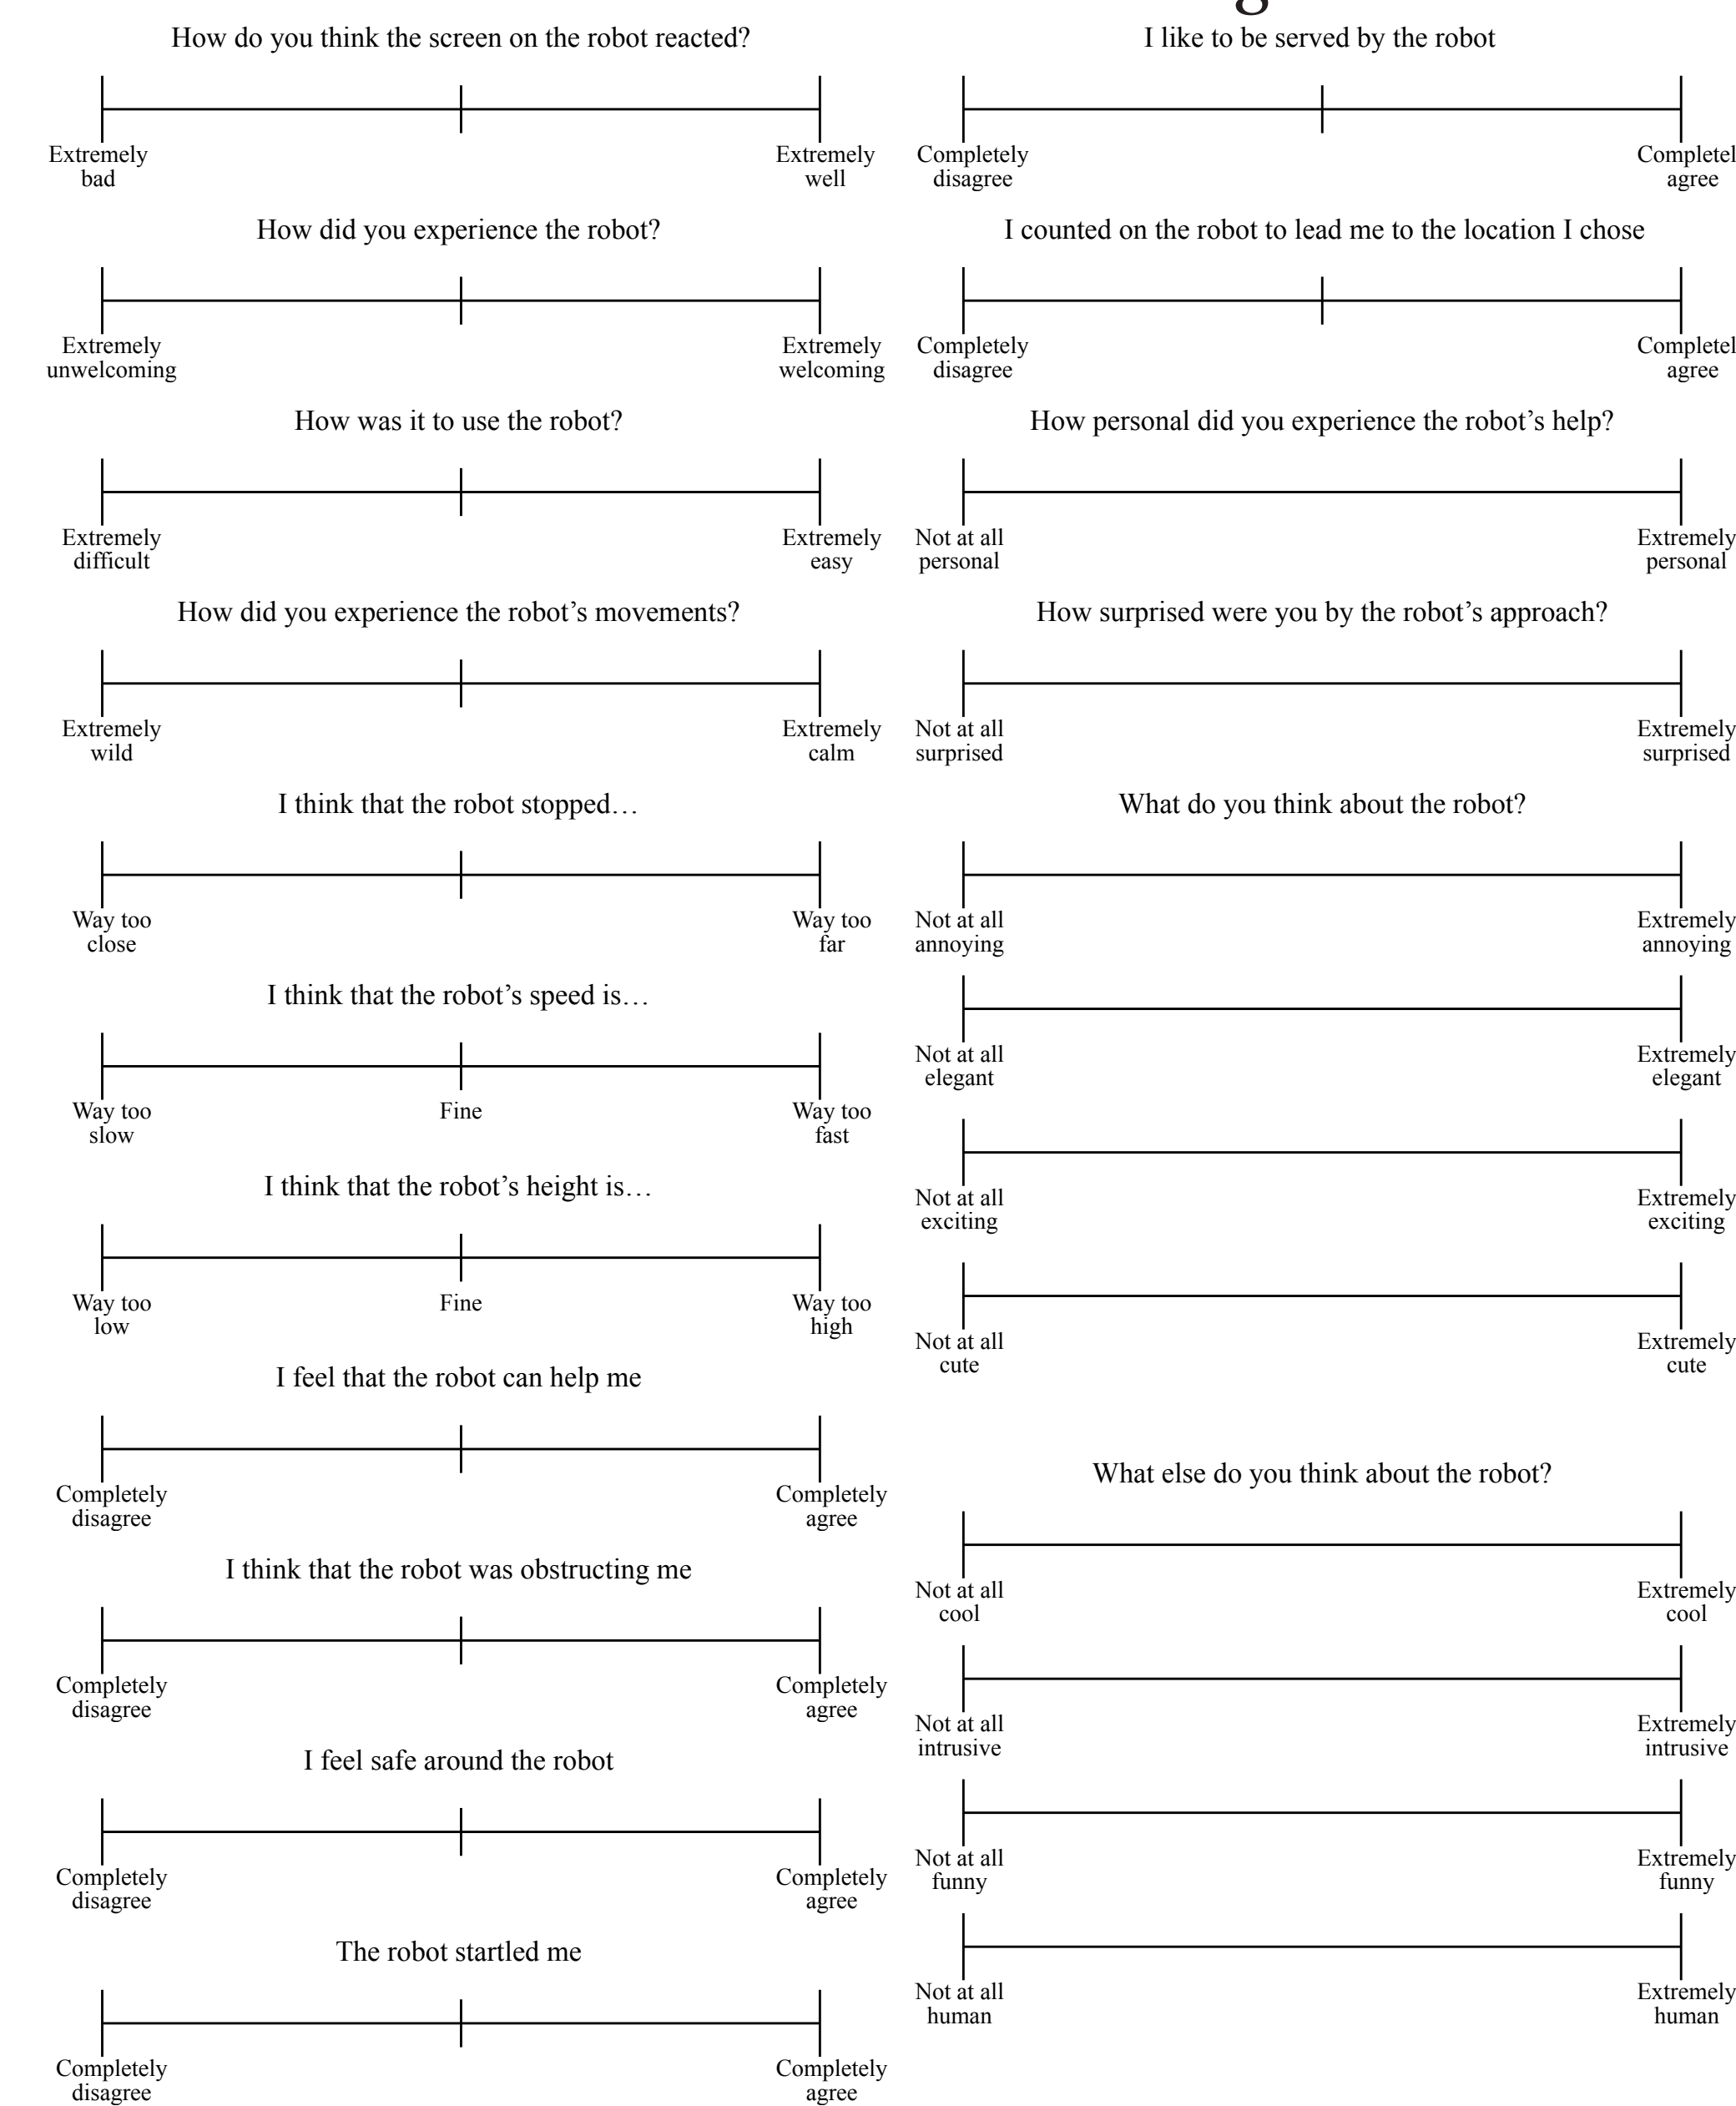 How do you think the screen on the robot reacted?
Extremely
bad
Extremely
well
How did you experience the robot?
Extremely
unwelcoming
Extremely
welcoming
How was it to use the robot?
Extremely
difficult
Extremely
easy
How did you experience the robot’s movements?
Extremely
wild
Extremely
calm
I think that the robot stopped…
Way too
close
Way too
far
I think that the robot’s speed is…
Way too
slow
Fine
Way too
fast
I think that the robot’s height is…
Way too
low
Fine
Way too
high
I feel that the robot can help me
Completely
disagree
Completely
agree
I think that the robot was obstructing me
Completely
disagree
Completely
agree
I feel safe around the robot
Completely
disagree
Completely
agree
The robot startled me
Completely
disagree
Completely
agree
I like to be served by the robot
Completely
disagree
Completel
agree
I counted on the robot to lead me to the location I chose
Completely
disagree
Completel
agree
How personal did you experience the robot’s help?
Not at all
personal
Extremely
personal
How surprised were you by the robot’s approach?
Not at all
surprised
Extremely
surprised
What do you think about the robot?
Not at all
annoying
Extremely
annoying
Not at all
elegant
Extremely
elegant
Not at all
exciting
Extremely
exciting
Not at all
cute
Extremely
cute
What else do you think about the robot?
Not at all
cool
Extremely
cool
Not at all
intrusive
Extremely
intrusive
Not at all
funny
Extremely
funny
Not at all
human
Extremely
human